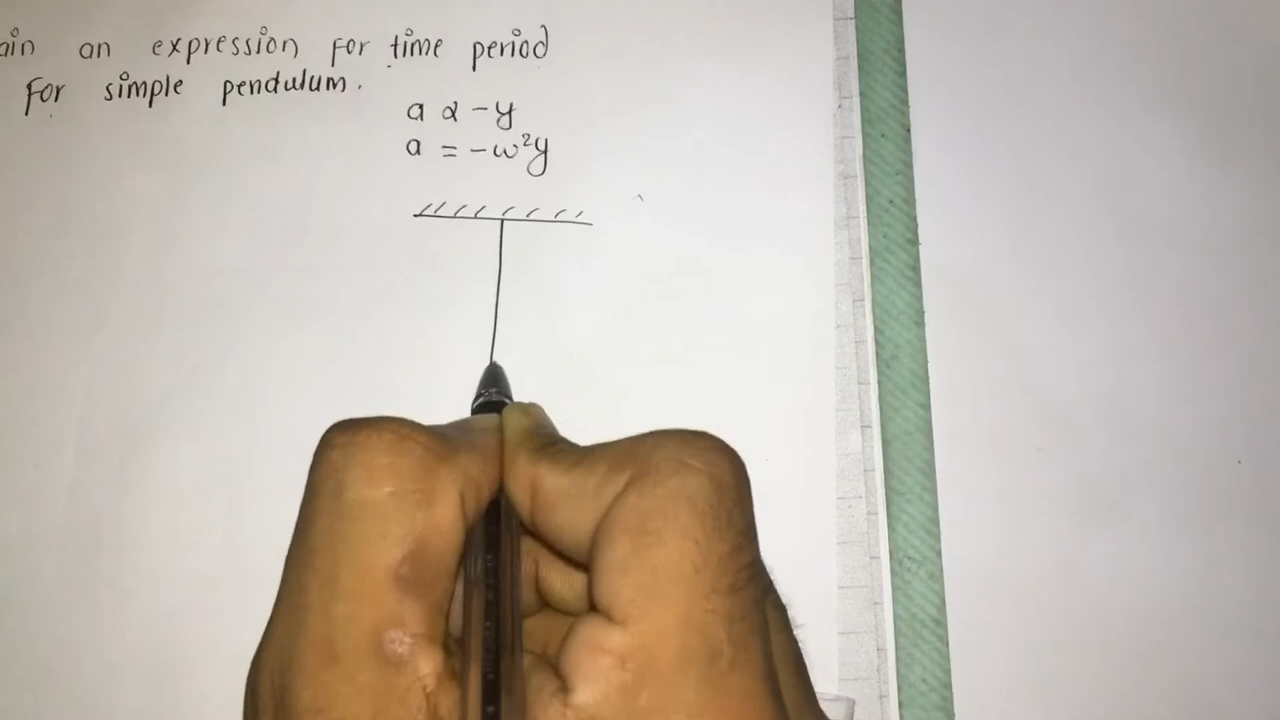 an expression for time period
for simple pendulum.
a α -y
a = -ω²y